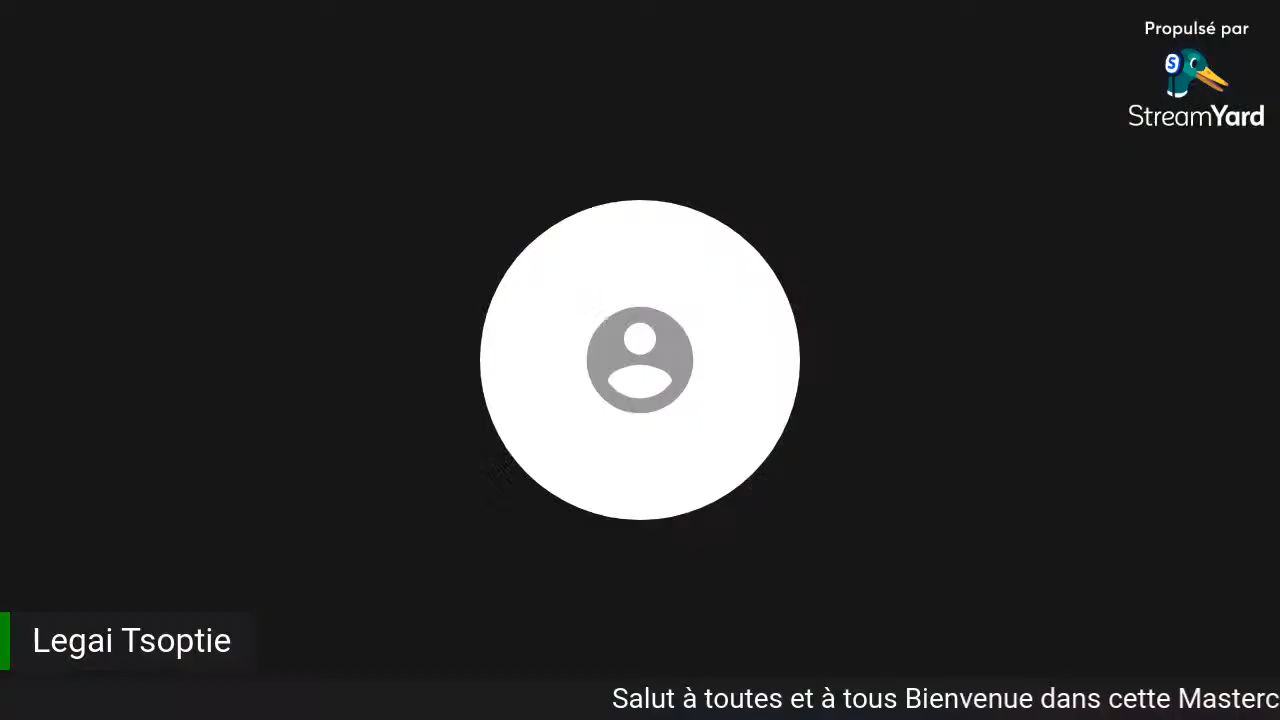 Propulsé par
S
StreamYard
Legai Tsoptie
Salut à toutes et à tous Bienvenue dans cette Masterc